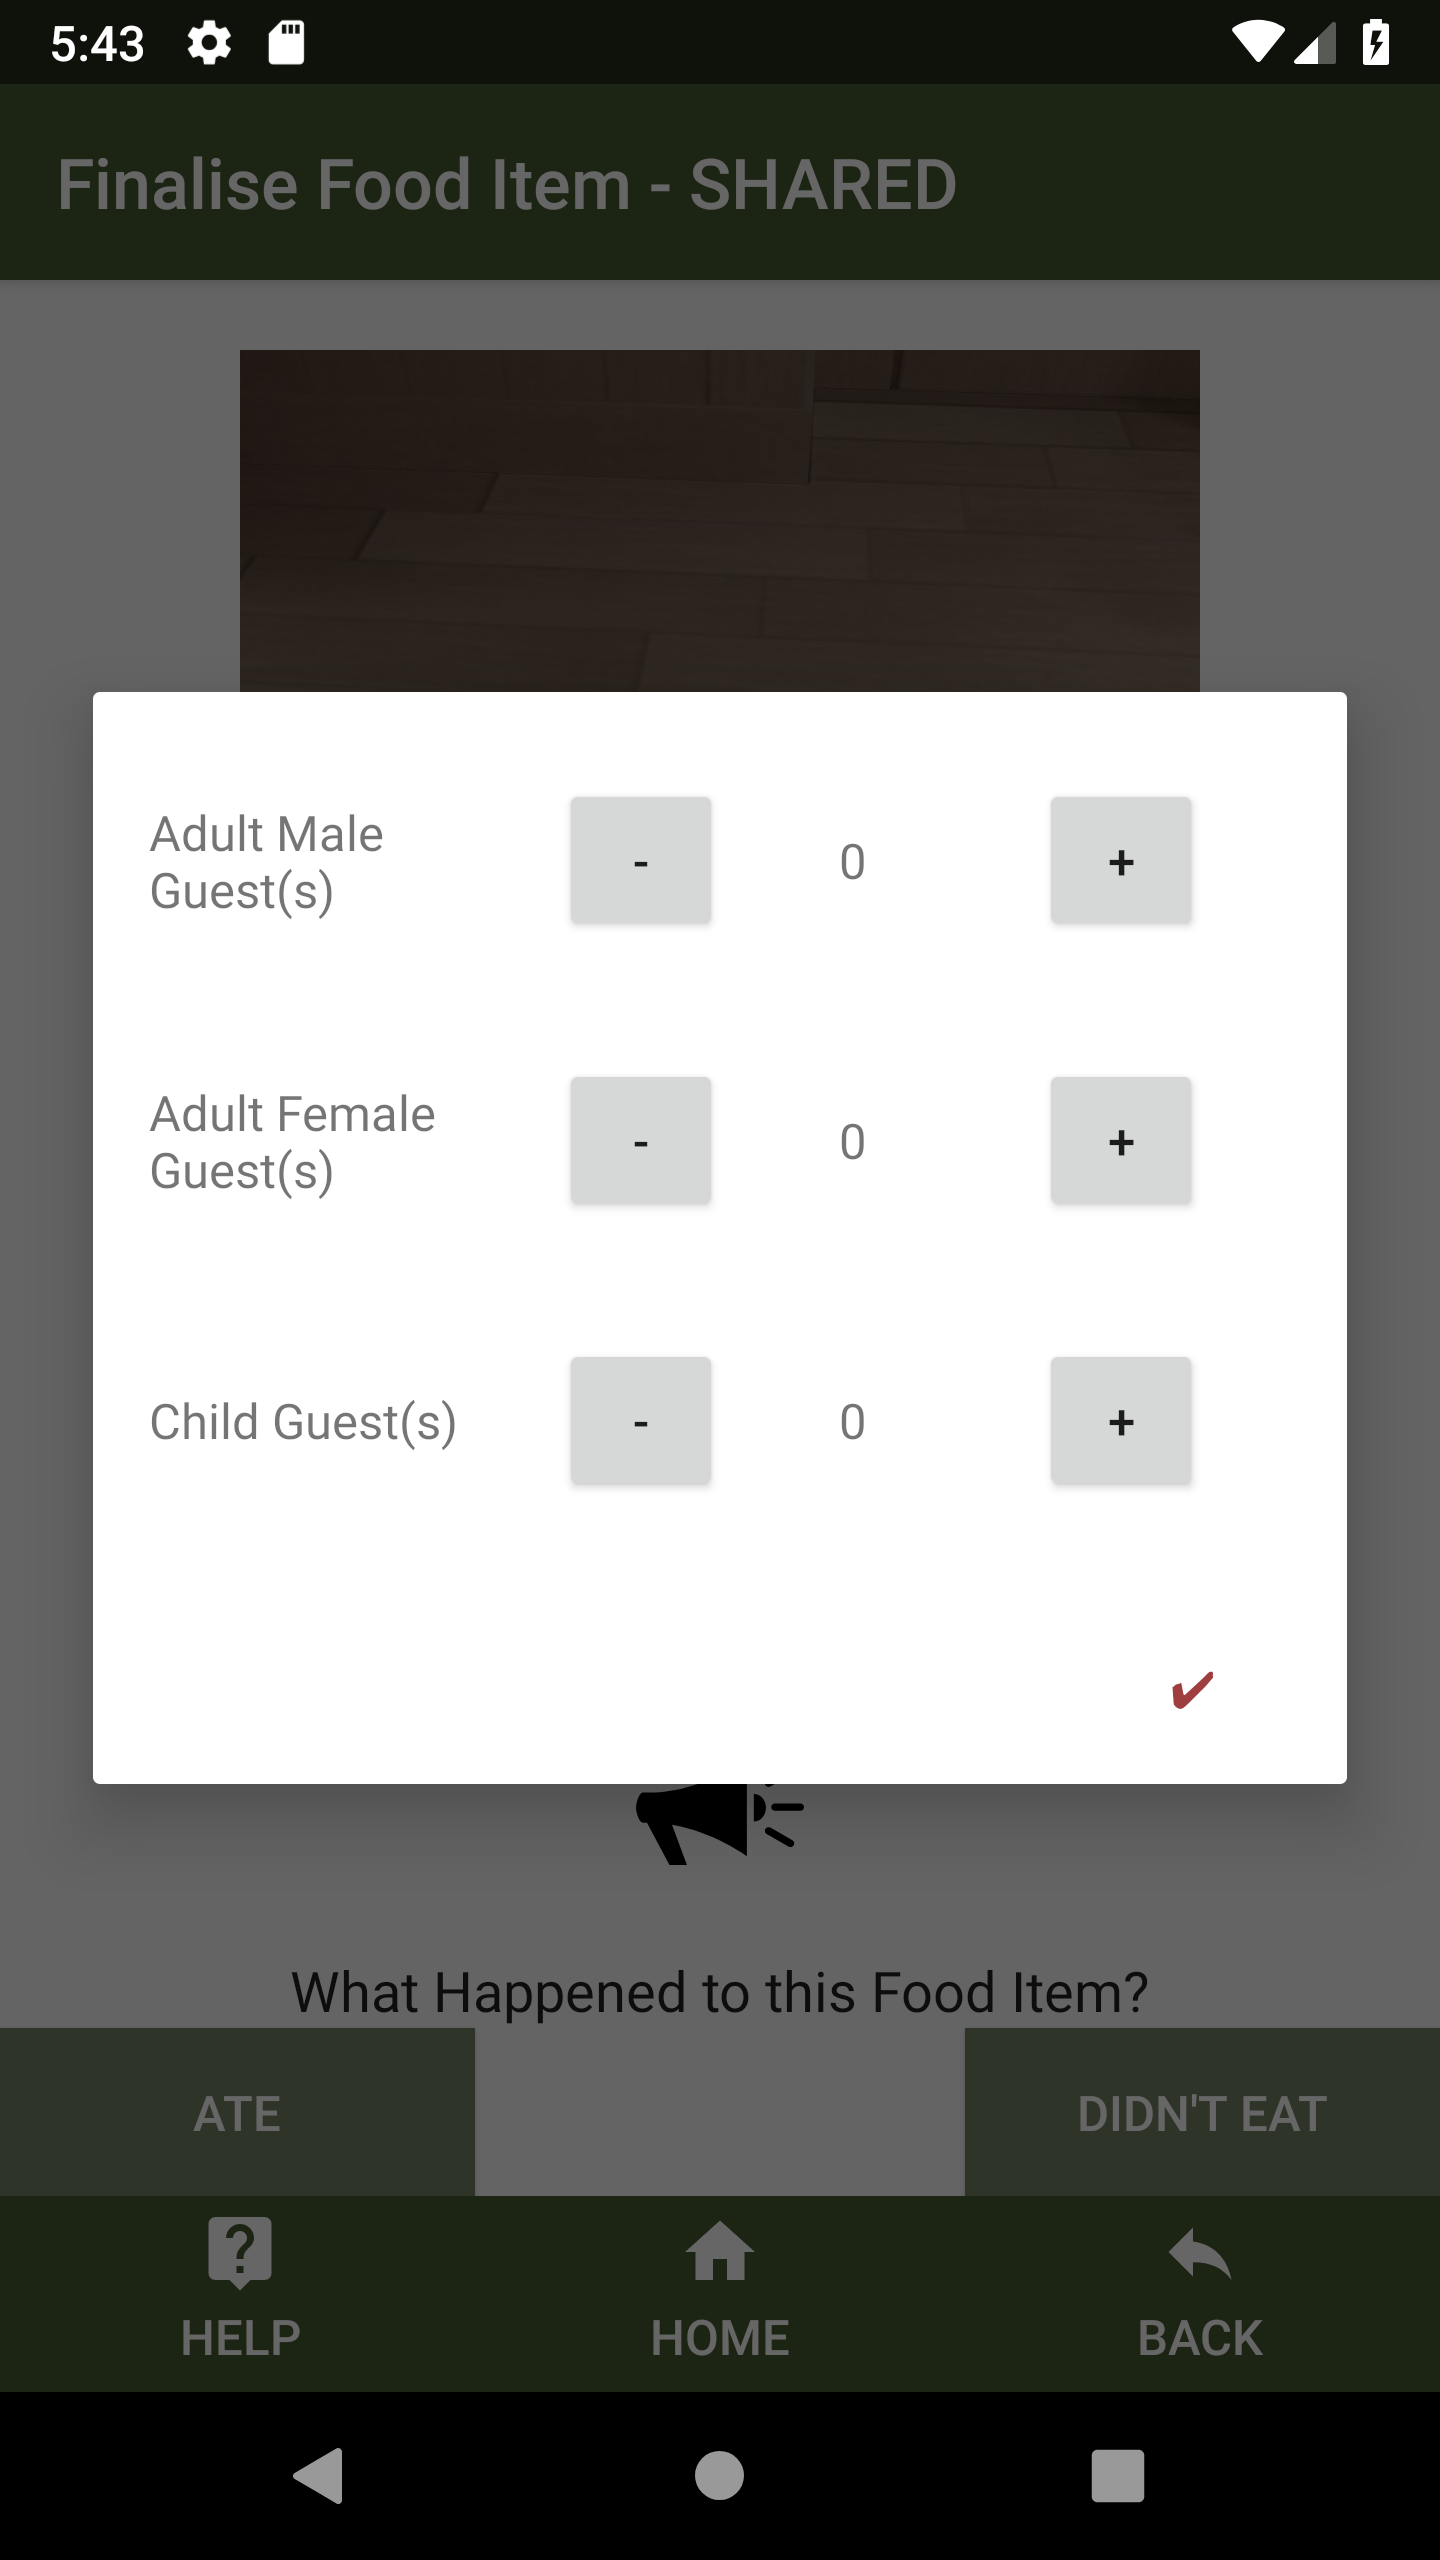 5:43
Finalise Food Item - SHARED
Adult Male
Guest(s)
- 0 +
Adult Female
Guest(s)
- 0 +
Child Guest(s) - 0 +
✔
What Happened to this Food Item?
ATE DIDN'T EAT
HELP HOME BACK